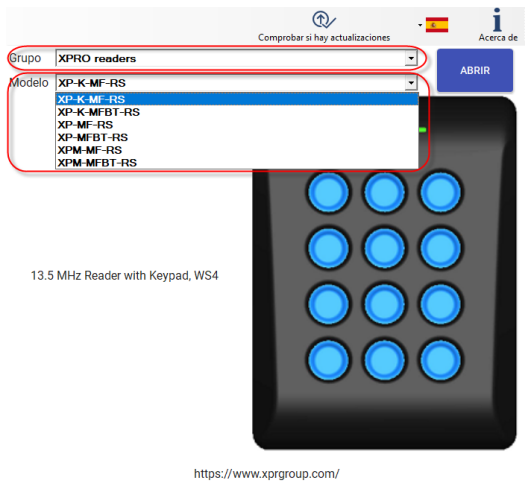 Comprobar si hay actualizaciones
Acerca de
Grupo XPRO readers
ABRIR
Modelo XP-K-MF-RS
XP-K-MF-RS
XP-K-MFBT-RS
XP-MF-RS
XP-MFBT-RS
XPM-MF-RS
XPM-MFBT-RS
13.5 MHz Reader with Keypad, WS4
https://www.xprgroup.com/